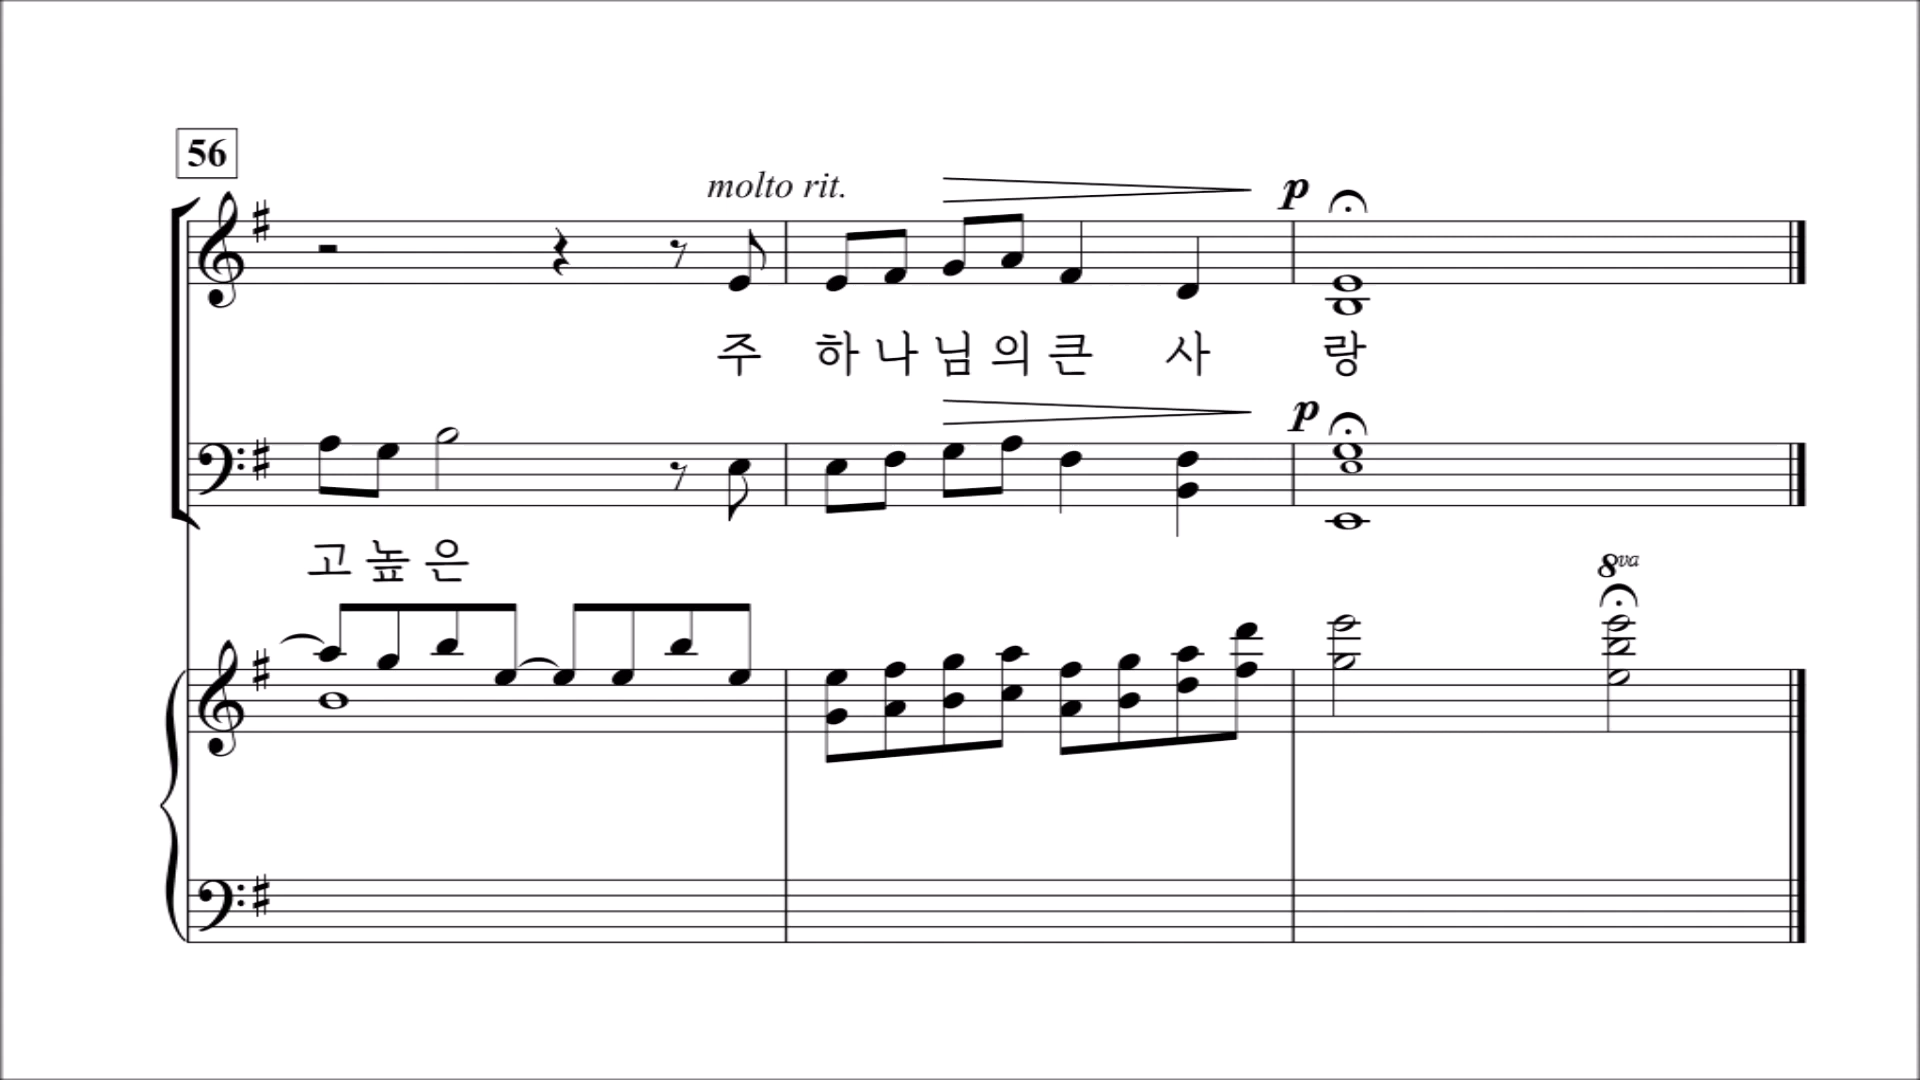 56
molto rit.
p
주 하 나 님 의 큰 사 랑
p
고 높 은
8va